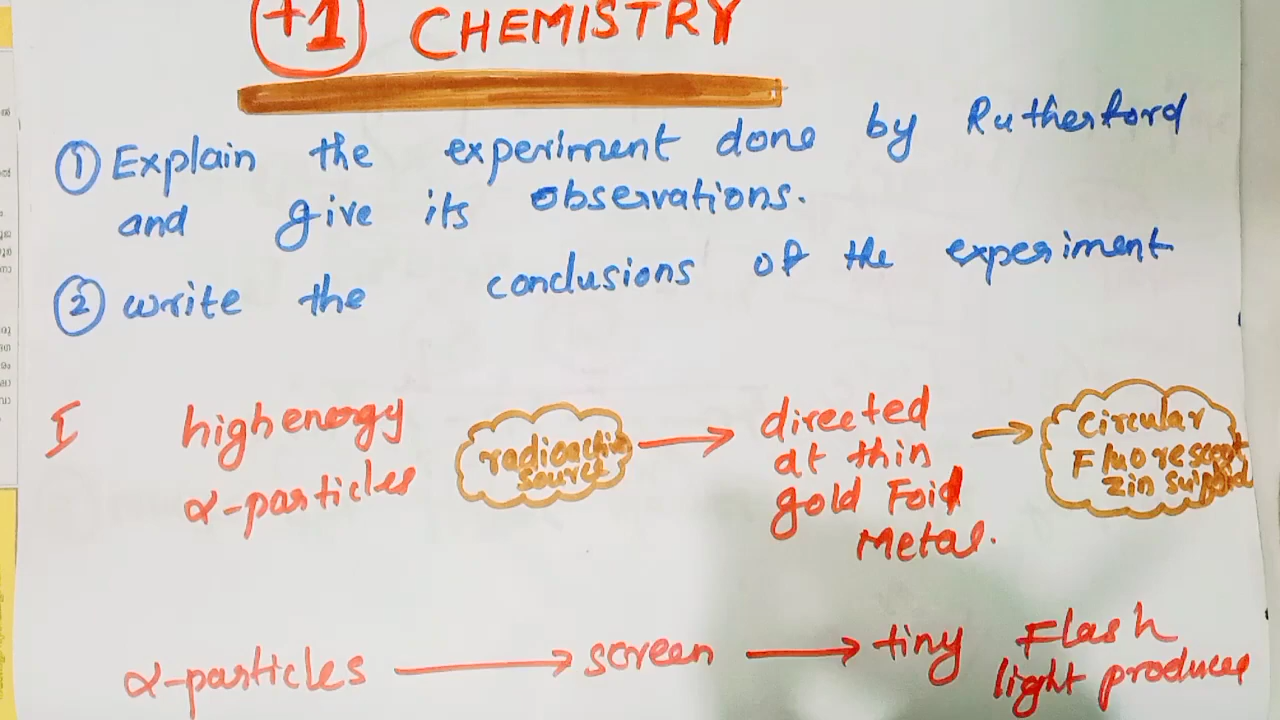 +1 CHEMISTRY
① Explain the experiment done by Rutherford
and give its observations.
② write the conclusions of the experiment
I high energy α-particles
radioactive source
→ directed at thin gold Foil Metal.
→ Circular Fluorescent zin
α-particles → screen → tiny Flash
light produces